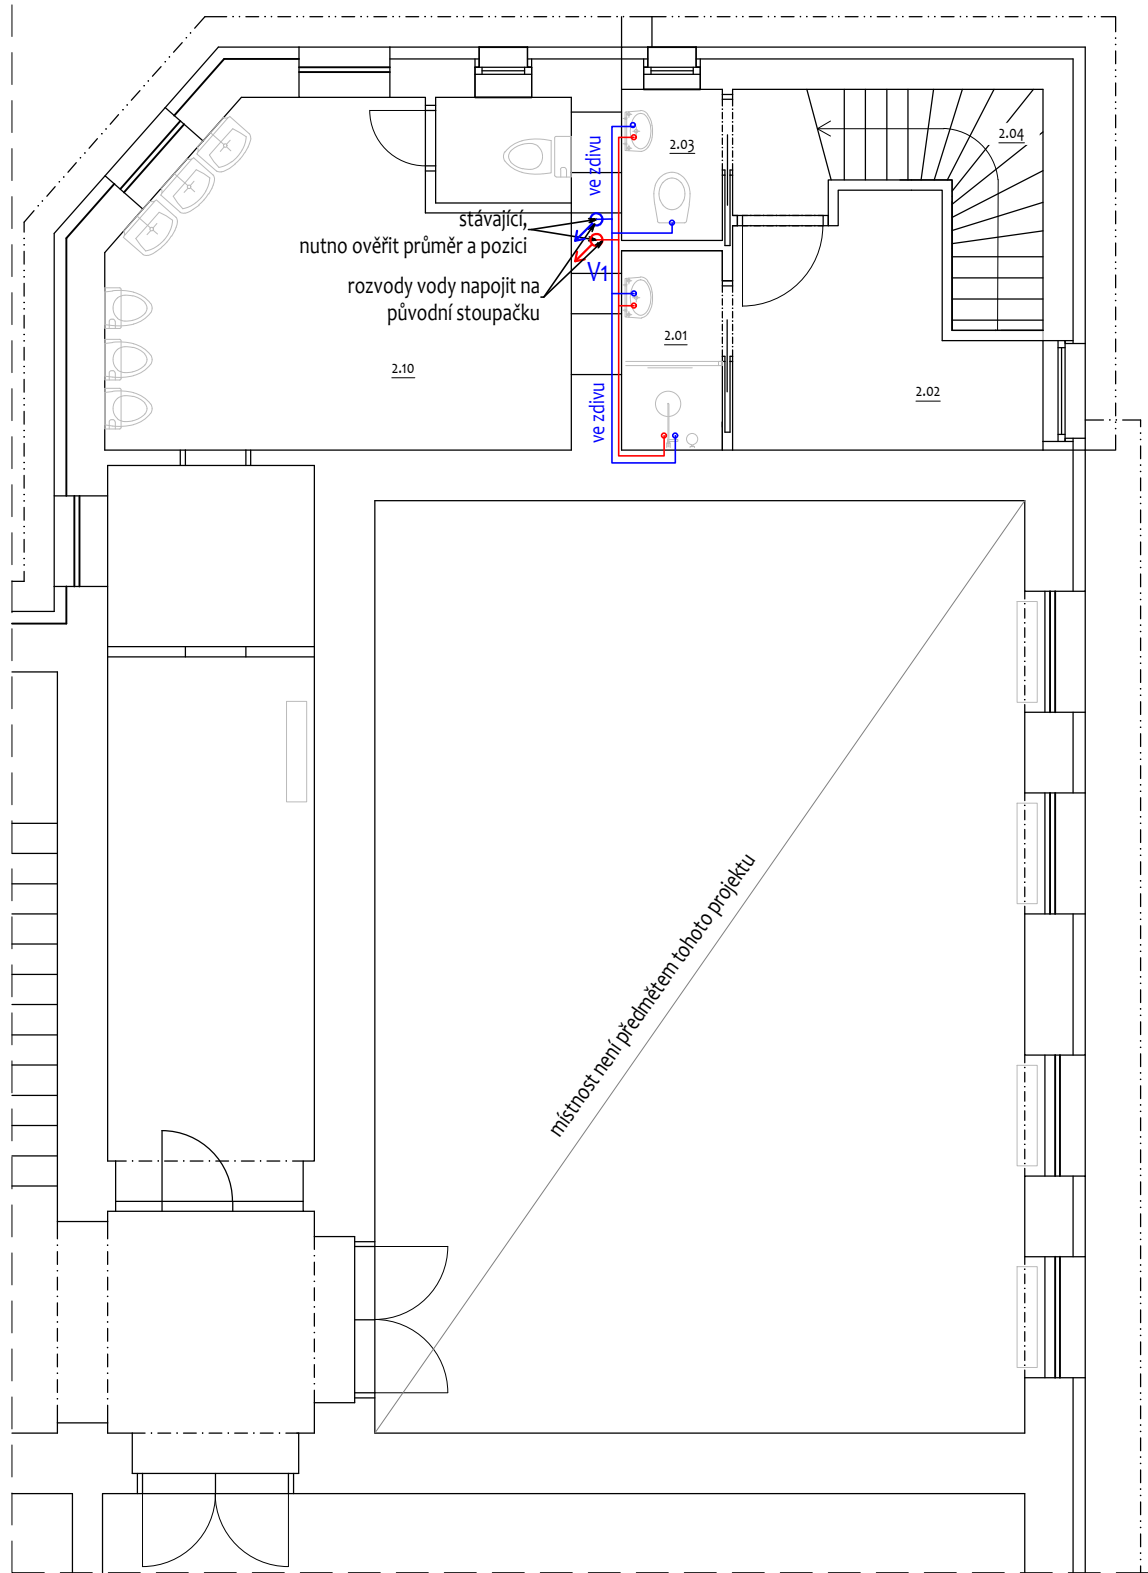 ve zdivu
2.03
2.04
stávající,
nutno ověřit průměr a pozici
V1
rozvody vody napojit na
původní stoupačku
2.01
2.10
2.02
ve zdivu
místnost není předmětem tohoto projektu